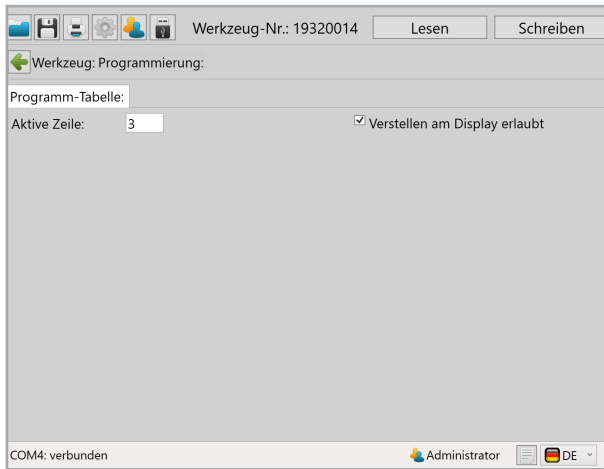 Werkzeug-Nr.: 19320014 Lesen Schreiben
Werkzeug: Programmierung:
Programm-Tabelle:
Aktive Zeile: 3 Verstellen am Display erlaubt
COM4: verbunden Administrator DE